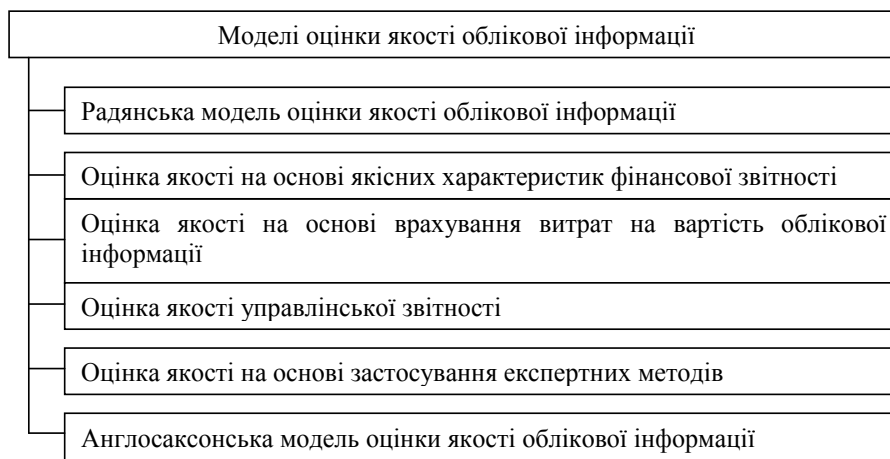 Моделі оцінки якості облікової інформації
Радянська модель оцінки якості облікової інформації
Оцінка якості на основі якісних характеристик фінансової звітності
Оцінка якості на основі врахування витрат на вартість облікової
інформації
Оцінка якості управлінської звітності
Оцінка якості на основі застосування експертних методів
Англосаксонська модель оцінки якості облікової інформації